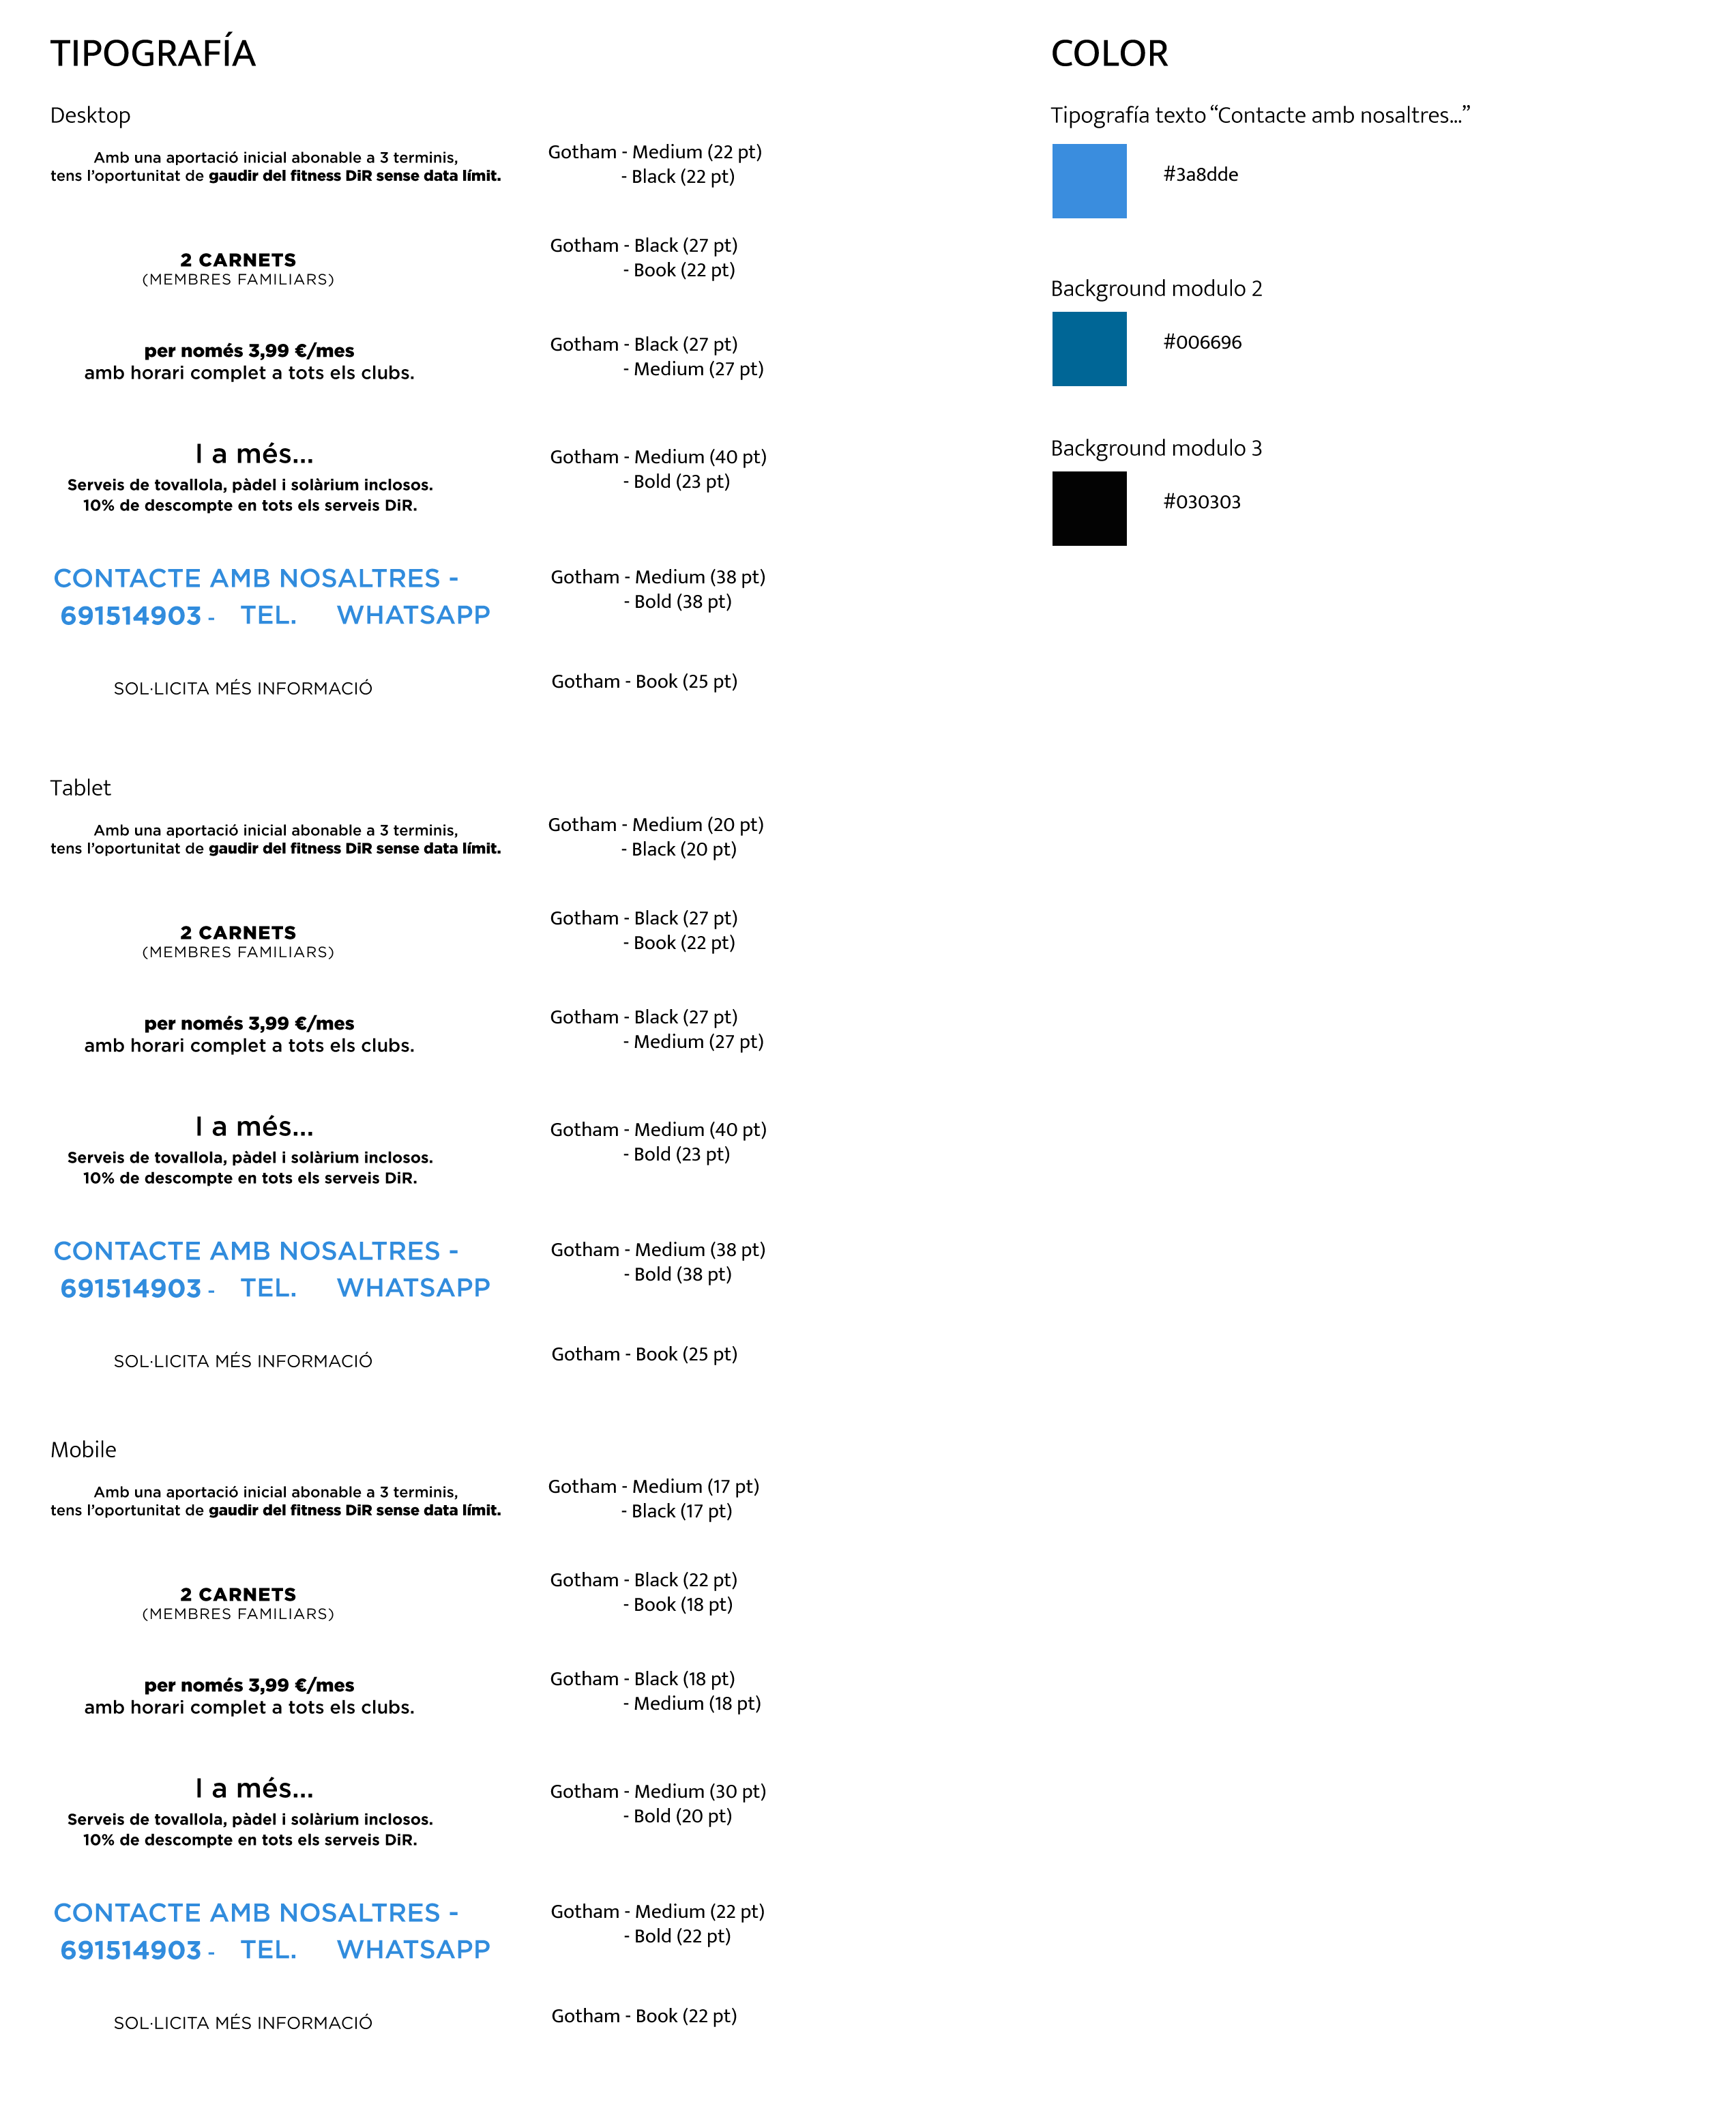 TIPOGRAFÍA
Desktop
Amb una aportació inicial abonable a 3 terminis,
tens l’oportunitat de gaudir del fitness DiR sense data límit.
Gotham - Medium (22 pt)
- Black (22 pt)
2 CARNETS
(MEMBRES FAMILIARS)
Gotham - Black (27 pt)
- Book (22 pt)
per només 3,99 €/mes
amb horari complet a tots els clubs.
Gotham - Black (27 pt)
- Medium (27 pt)
I a més...
Serveis de tovallola, pàdel i solàrium inclosos.
10% de descompte en tots els serveis DiR.
Gotham - Medium (40 pt)
- Bold (23 pt)
CONTACTE AMB NOSALTRES -
691514903 - TEL. WHATSAPP
Gotham - Medium (38 pt)
- Bold (38 pt)
SOL·LICITA MÉS INFORMACIÓ
Gotham - Book (25 pt)
Tablet
Amb una aportació inicial abonable a 3 terminis,
tens l’oportunitat de gaudir del fitness DiR sense data límit.
Gotham - Medium (20 pt)
- Black (20 pt)
2 CARNETS
(MEMBRES FAMILIARS)
Gotham - Black (27 pt)
- Book (22 pt)
per només 3,99 €/mes
amb horari complet a tots els clubs.
Gotham - Black (27 pt)
- Medium (27 pt)
I a més...
Serveis de tovallola, pàdel i solàrium inclosos.
10% de descompte en tots els serveis DiR.
Gotham - Medium (40 pt)
- Bold (23 pt)
CONTACTE AMB NOSALTRES -
691514903 - TEL. WHATSAPP
Gotham - Medium (38 pt)
- Bold (38 pt)
SOL·LICITA MÉS INFORMACIÓ
Gotham - Book (25 pt)
Mobile
Amb una aportació inicial abonable a 3 terminis,
tens l’oportunitat de gaudir del fitness DiR sense data límit.
Gotham - Medium (17 pt)
- Black (17 pt)
2 CARNETS
(MEMBRES FAMILIARS)
Gotham - Black (22 pt)
- Book (18 pt)
per només 3,99 €/mes
amb horari complet a tots els clubs.
Gotham - Black (18 pt)
- Medium (18 pt)
I a més...
Serveis de tovallola, pàdel i solàrium inclosos.
10% de descompte en tots els serveis DiR.
Gotham - Medium (30 pt)
- Bold (20 pt)
CONTACTE AMB NOSALTRES -
691514903 - TEL. WHATSAPP
Gotham - Medium (22 pt)
- Bold (22 pt)
SOL·LICITA MÉS INFORMACIÓ
Gotham - Book (22 pt)
COLOR
Tipografía texto “Contacte amb nosaltres...”
#3a8dde
Background modulo 2
#006696
Background modulo 3
#030303